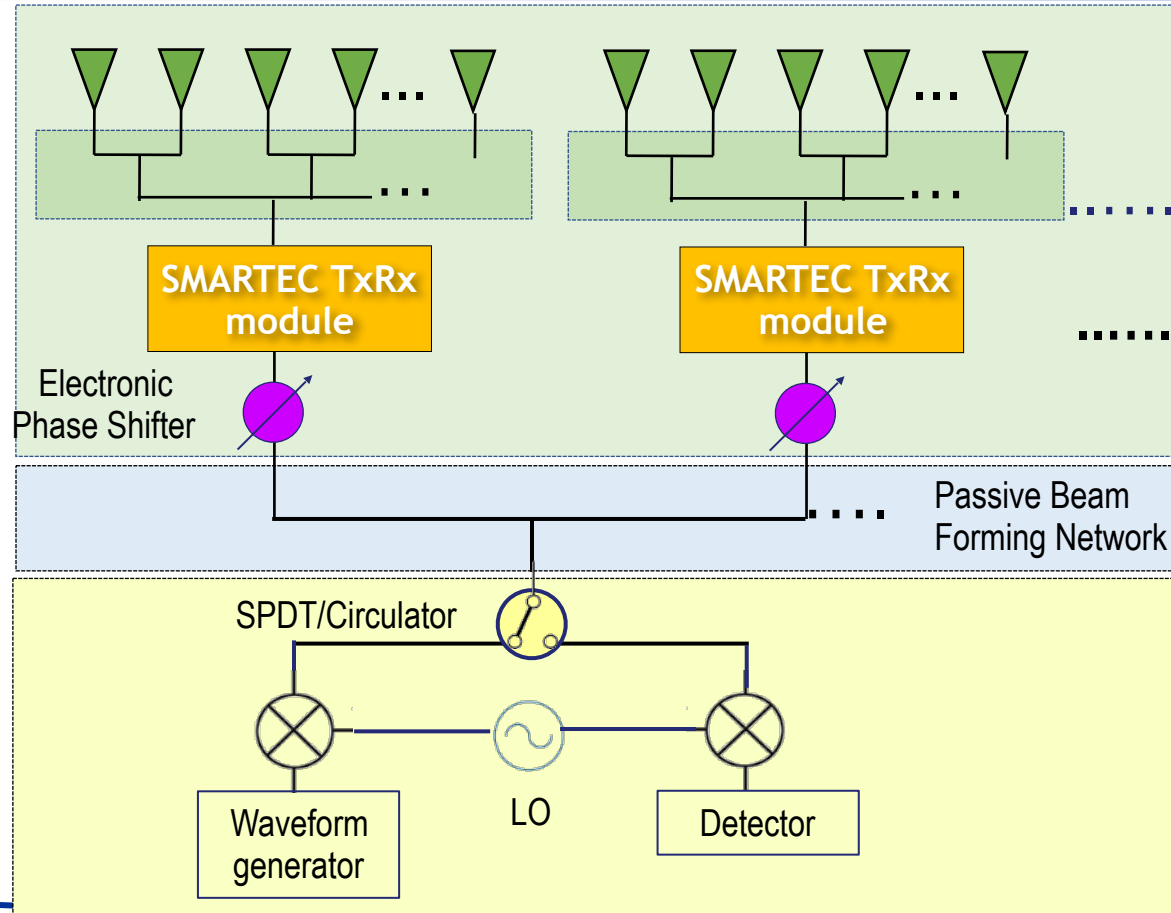 SMARTEC TxRx
module
SMARTEC TxRx
module
Electronic
Phase Shifter
Passive Beam
Forming Network
SPDT/Circulator
LO
Waveform
generator
Detector